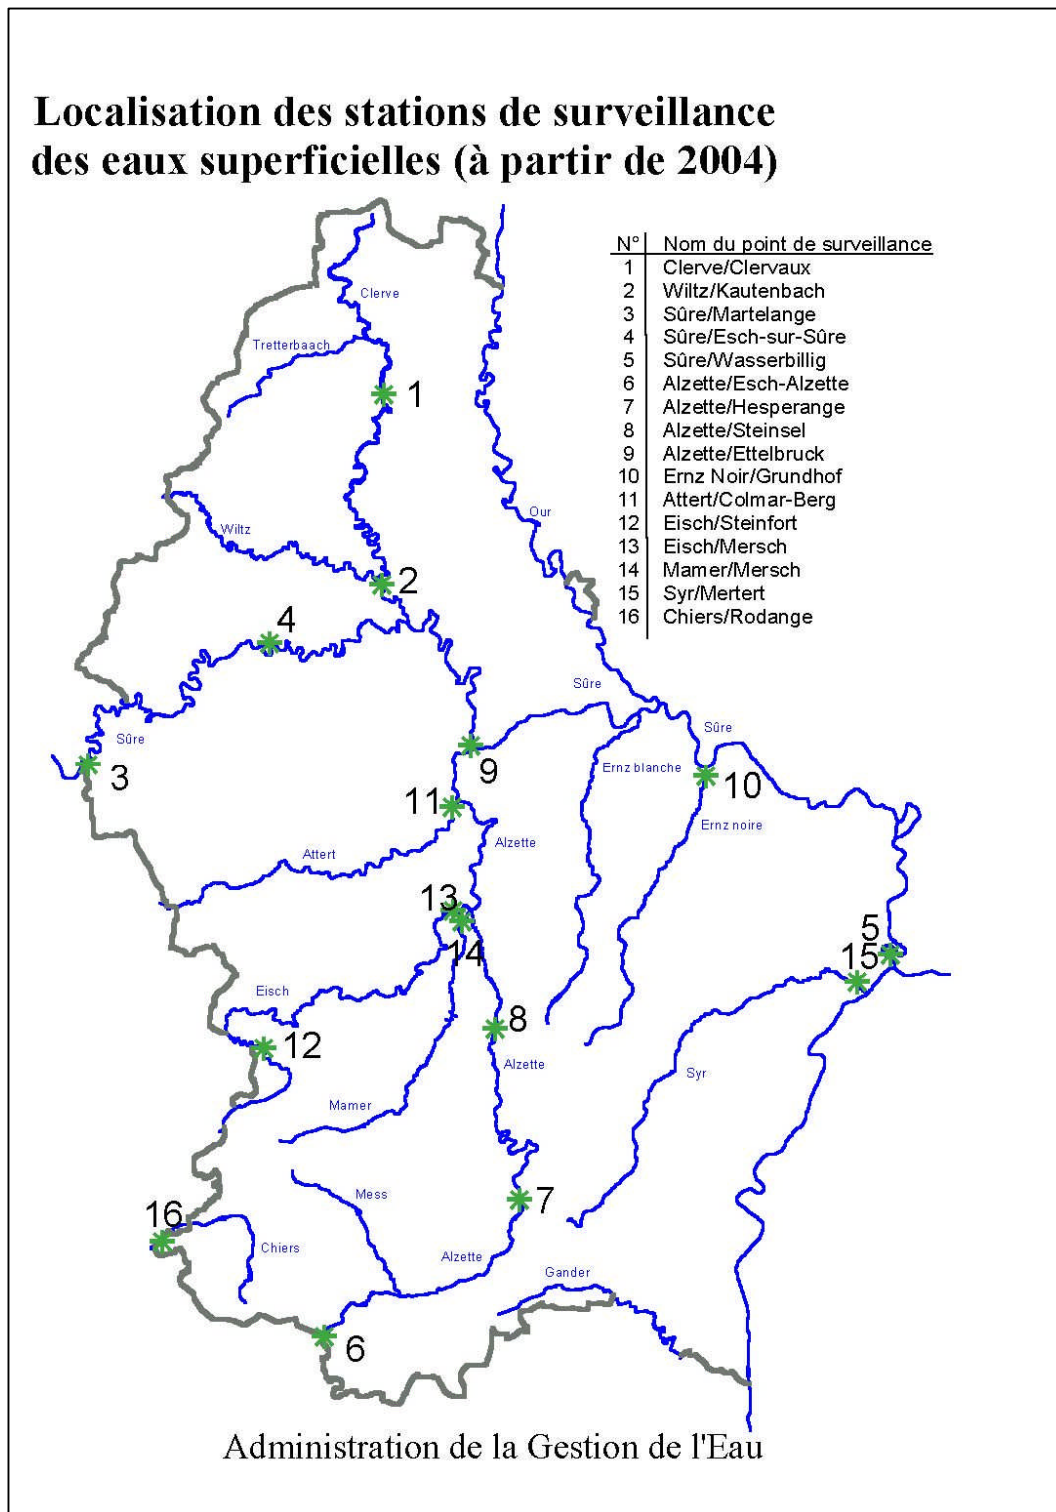 Localisation des stations de surveillance
des eaux superficielles (à partir de 2004)
N° Nom du point de surveillance
1 Clerve/Clervaux
2 Wiltz/Kautenbach
3 Sûre/Martelange
4 Sûre/Esch-sur-Sûre
5 Sûre/Wasserbillig
6 Alzette/Esch-Alzette
7 Alzette/Hesperange
8 Alzette/Steinsel
9 Alzette/Ettelbruck
10 Ernz Noir/Grundhof
11 Attert/Colmar-Berg
12 Eisch/Steinfort
13 Eisch/Mersch
14 Mamer/Mersch
15 Syr/Mertert
16 Chiers/Rodange
Clerve
Tretterbaach
1
Wiltz
Our
2
4
Sûre
Sûre
Sûre
3
9
Ernz blanche
10
11
Ernz noire
Alzette
Attert
13
14
5
15
Eisch
8
12
Alzette
Syr
Mamer
Mess
7
16
Chiers
Alzette
Gander
6
Administration de la Gestion de l'Eau